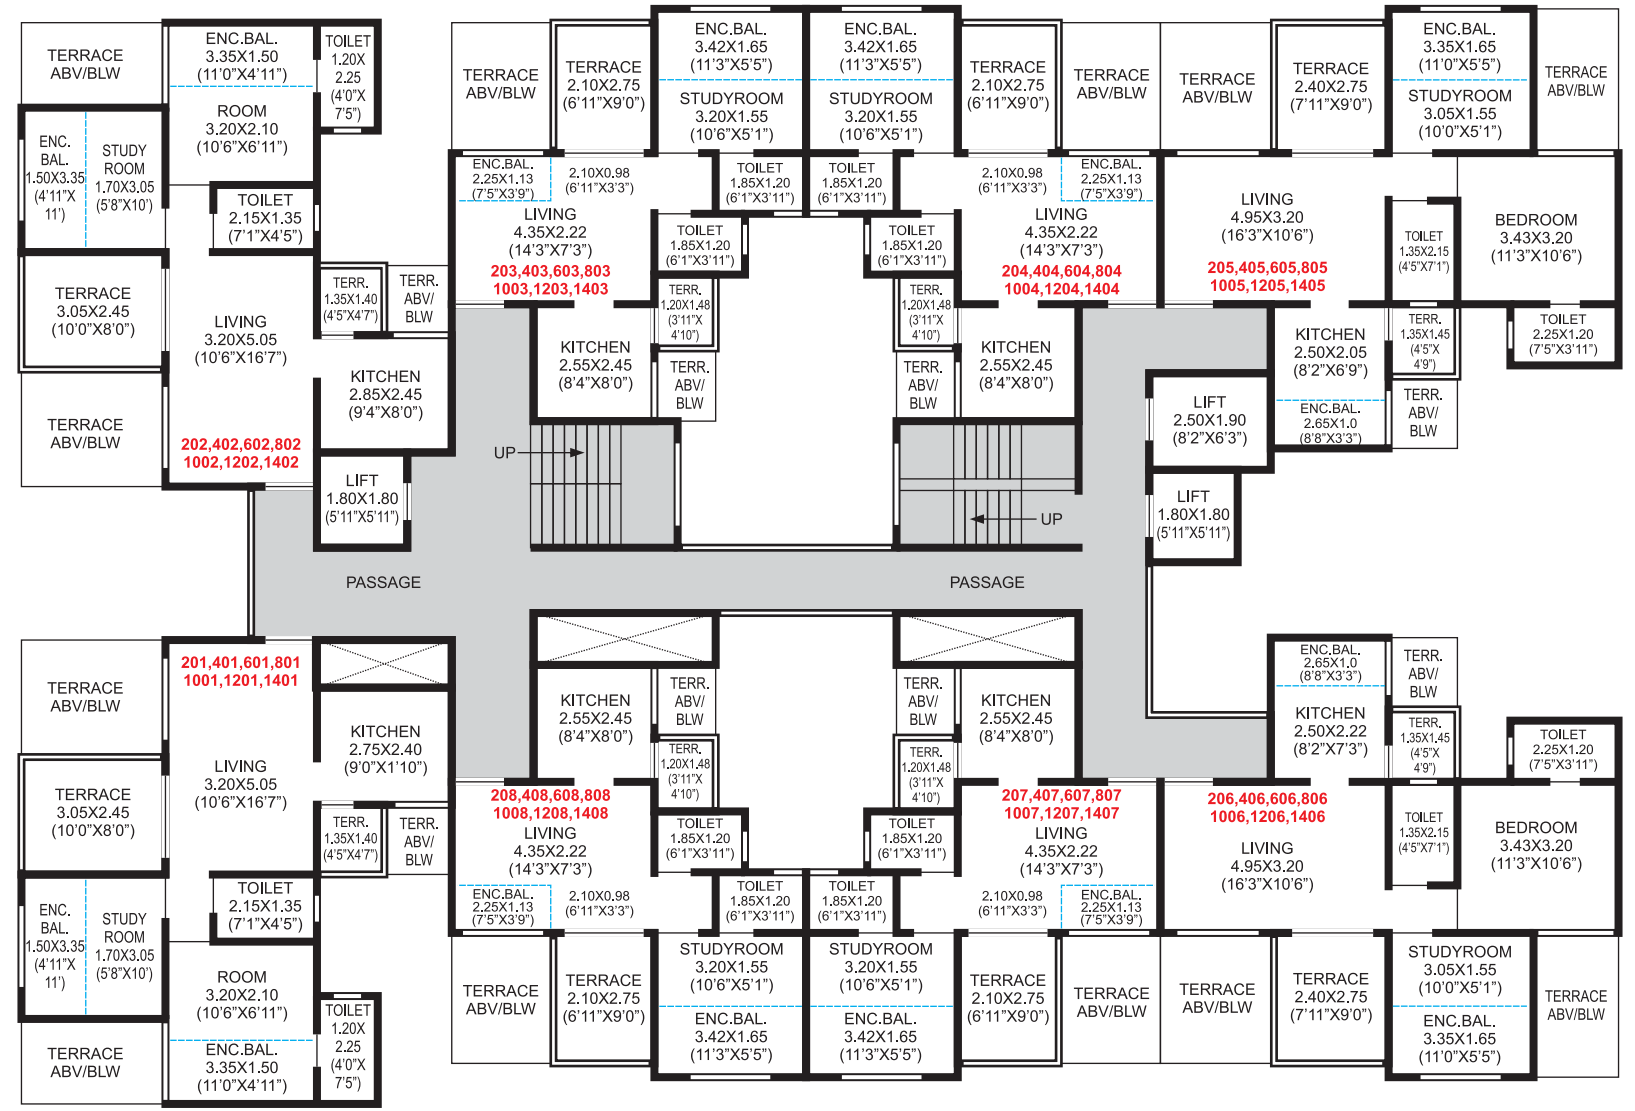 TERRACE
ABV/BLW
ENC.BAL.
3.35X1.50
(11'0"X4'11")
ROOM
3.20X2.10
(10'6"X6'11")
TOILET
1.20X
2.25
(4'0"X
7'5")
ENC.
BAL.
1.50X3.35
(4'11"X
11')
STUDY
ROOM
1.70X3.05
(5'8"X10')
TOILET
2.15X1.35
(7'1"X4'5")
TERRACE
3.05X2.45
(10'0"X8'0")
TERR.
1.35X1.40
(4'5"X4'7")
TERR.
ABV/
BLW
LIVING
3.20X5.05
(10'6"X16'7")
KITCHEN
2.85X2.45
(9'4"X8'0")
TERRACE
ABV/BLW
202,402,602,802
1002,1202,1402
LIFT
1.80X1.80
(5'11"X5'11")
TERRACE
ABV/BLW
TERRACE
2.10X2.75
(6'11"X9'0")
ENC.BAL.
3.42X1.65
(11'3"X5'5")
STUDYROOM
3.20X1.55
(10'6"X5'1")
ENC.BAL.
2.25X1.13
(7'5"X3'9")
2.10X0.98
(6'11"X3'3")
TOILET
1.85X1.20
(6'1"X3'11")
LIVING
4.35X2.22
(14'3"X7'3")
TOILET
1.85X1.20
(6'1"X3'11")
203,403,603,803
1003,1203,1403
TERR.
1.20X1.48
(3'11"X
4'10")
KITCHEN
2.55X2.45
(8'4"X8'0")
TERR.
ABV/
BLW
UP
ENC.BAL.
3.42X1.65
(11'3"X5'5")
STUDYROOM
3.20X1.55
(10'6"X5'1")
TERRACE
2.10X2.75
(6'11"X9'0")
TERRACE
ABV/BLW
TOILET
1.85X1.20
(6'1"X3'11")
2.10X0.98
(6'11"X3'3")
ENC.BAL.
2.25X1.13
(7'5"X3'9")
TOILET
1.85X1.20
(6'1"X3'11")
LIVING
4.35X2.22
(14'3"X7'3")
204,404,604,804
1004,1204,1404
TERR.
1.20X1.48
(3'11"X
4'10")
KITCHEN
2.55X2.45
(8'4"X8'0")
TERR.
ABV/
BLW
UP
TERRACE
ABV/BLW
TERRACE
2.40X2.75
(7'11"X9'0")
ENC.BAL.
3.35X1.65
(11'0"X5'5")
STUDYROOM
3.05X1.55
(10'0"X5'1")
TERRACE
ABV/BLW
LIVING
4.95X3.20
(16'3"X10'6")
205,405,605,805
1005,1205,1405
TOILET
1.35X2.15
(4'5"X7'1")
BEDROOM
3.43X3.20
(11'3"X10'6")
KITCHEN
2.50X2.05
(8'2"X6'9")
TERR.
1.35X1.45
(4'5"X
4'9")
TOILET
2.25X1.20
(7'5"X3'11")
ENC.BAL.
2.65X1.0
(8'8"X3'3")
TERR.
ABV/
BLW
LIFT
2.50X1.90
(8'2"X6'3")
LIFT
1.80X1.80
(5'11"X5'11")
PASSAGE
PASSAGE
201,401,601,801
1001,1201,1401
TERRACE
ABV/BLW
KITCHEN
2.75X2.40
(9'0"X1'10")
LIVING
3.20X5.05
(10'6"X16'7")
TERRACE
3.05X2.45
(10'0"X8'0")
TERR.
1.35X1.40
(4'5"X4'7")
TERR.
ABV/
BLW
TOILET
2.15X1.35
(7'1"X4'5")
ENC.
BAL.
1.50X3.35
(4'11"X
11')
STUDY
ROOM
1.70X3.05
(5'8"X10')
ROOM
3.20X2.10
(10'6"X6'11")
ENC.BAL.
3.35X1.50
(11'0"X4'11")
TOILET
1.20X
2.25
(4'0"X
7'5")
TERRACE
ABV/BLW
KITCHEN
2.55X2.45
(8'4"X8'0")
TERR.
ABV/
BLW
TERR.
1.20X1.48
(3'11"X
4'10")
208,408,608,808
1008,1208,1408
LIVING
4.35X2.22
(14'3"X7'3")
TOILET
1.85X1.20
(6'1"X3'11")
ENC.BAL.
2.25X1.13
(7'5"X3'9")
2.10X0.98
(6'11"X3'3")
TOILET
1.85X1.20
(6'1"X3'11")
TERRACE
ABV/BLW
TERRACE
2.10X2.75
(6'11"X9'0")
STUDYROOM
3.20X1.55
(10'6"X5'1")
ENC.BAL.
3.42X1.65
(11'3"X5'5")
TERR.
ABV/
BLW
KITCHEN
2.55X2.45
(8'4"X8'0")
TERR.
1.20X1.48
(3'11"X
4'10")
207,407,607,807
1007,1207,1407
LIVING
4.35X2.22
(14'3"X7'3")
TOILET
1.85X1.20
(6'1"X3'11")
TOILET
1.85X1.20
(6'1"X3'11")
2.10X0.98
(6'11"X3'3")
ENC.BAL.
2.25X1.13
(7'5"X3'9")
STUDYROOM
3.20X1.55
(10'6"X5'1")
ENC.BAL.
3.42X1.65
(11'3"X5'5")
TERRACE
2.10X2.75
(6'11"X9'0")
TERRACE
ABV/BLW
ENC.BAL.
2.65X1.0
(8'8"X3'3")
TERR.
ABV/
BLW
KITCHEN
2.50X2.22
(8'2"X7'3")
TERR.
1.35X1.45
(4'5"X
4'9")
TOILET
2.25X1.20
(7'5"X3'11")
206,406,606,806
1006,1206,1406
LIVING
4.95X3.20
(16'3"X10'6")
TOILET
1.35X2.15
(4'5"X7'1")
BEDROOM
3.43X3.20
(11'3"X10'6")
TERRACE
ABV/BLW
TERRACE
2.40X2.75
(7'11"X9'0")
STUDYROOM
3.05X1.55
(10'0"X5'1")
ENC.BAL.
3.35X1.65
(11'0"X5'5")
TERRACE
ABV/BLW